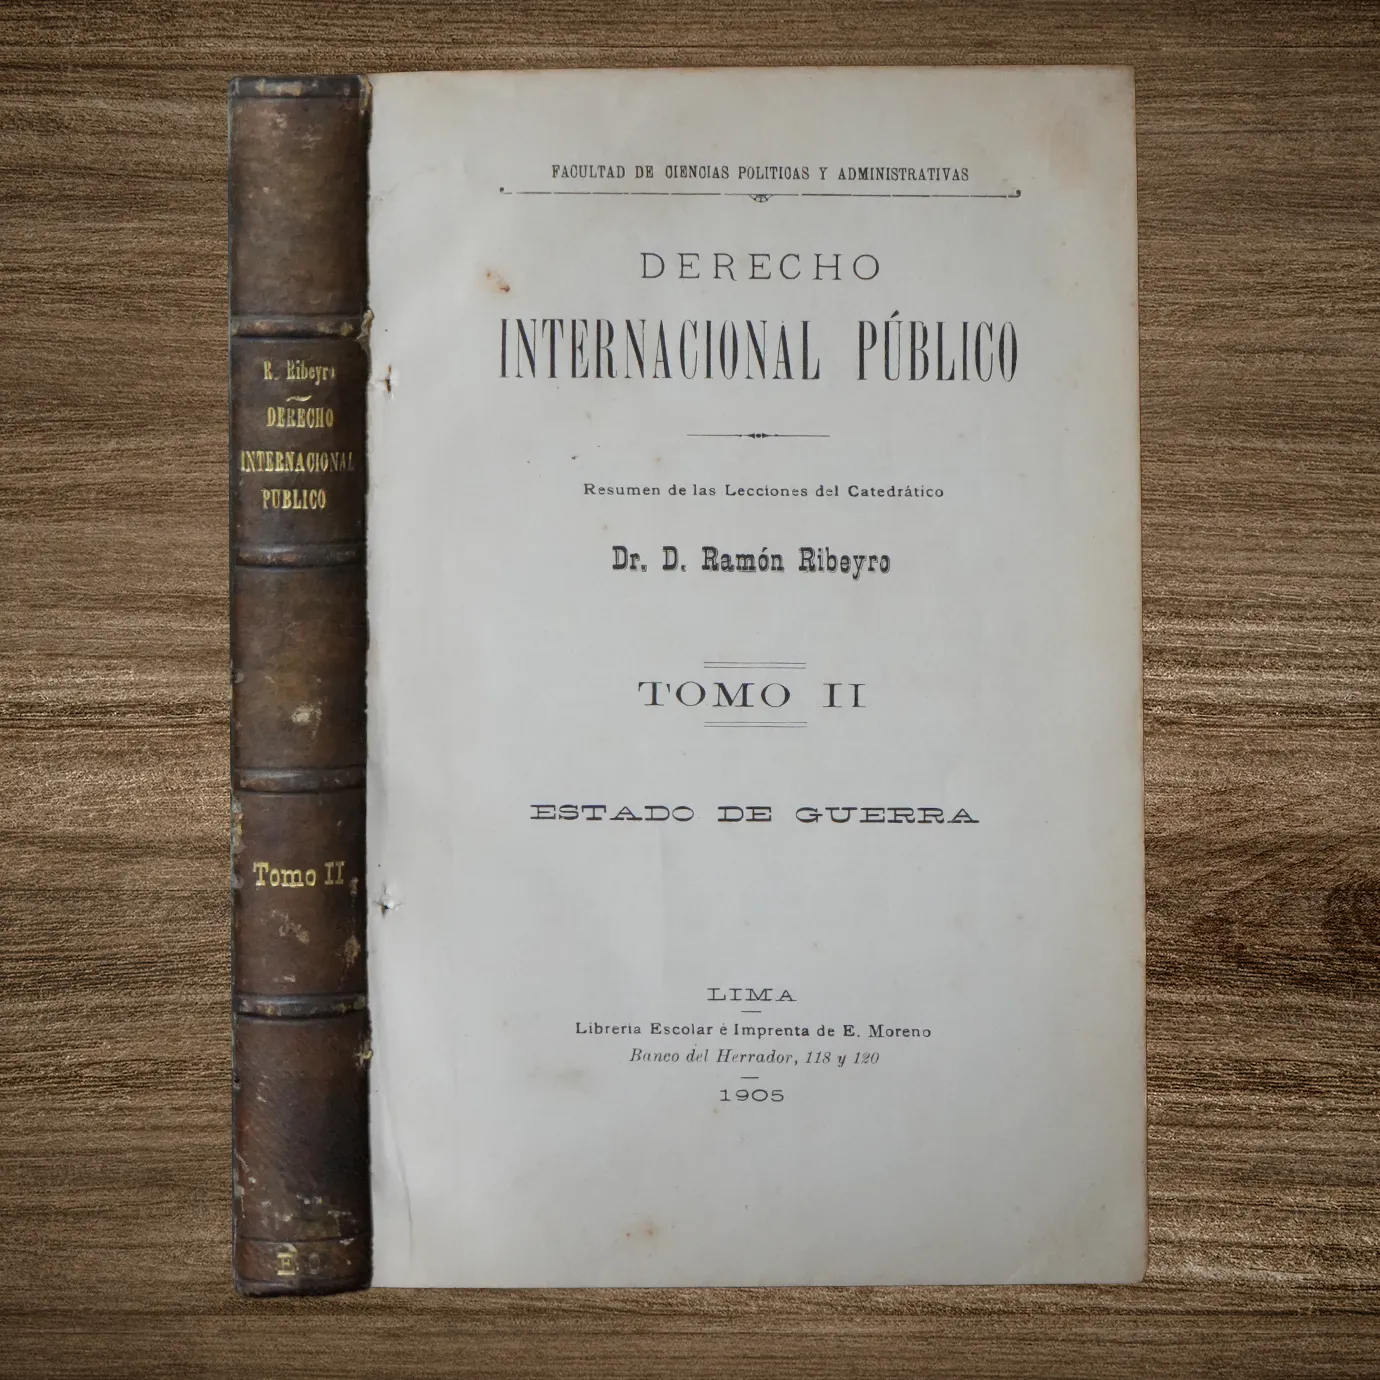 R. Ribeyro
DERECHO
INTERNACIONAL
PUBLICO
Tomo II
FACULTAD DE CIENCIAS POLITICAS Y ADMINISTRATIVAS
DERECHO
INTERNACIONAL PÚBLICO
Resumen de las Lecciones del Catedrático
Dr. D. Ramón Ribeyro
TOMO II
ESTADO DE GUERRA
LIMA
Librería Escolar é Imprenta de E. Moreno
Banco del Herrador, 118 y 120
1905